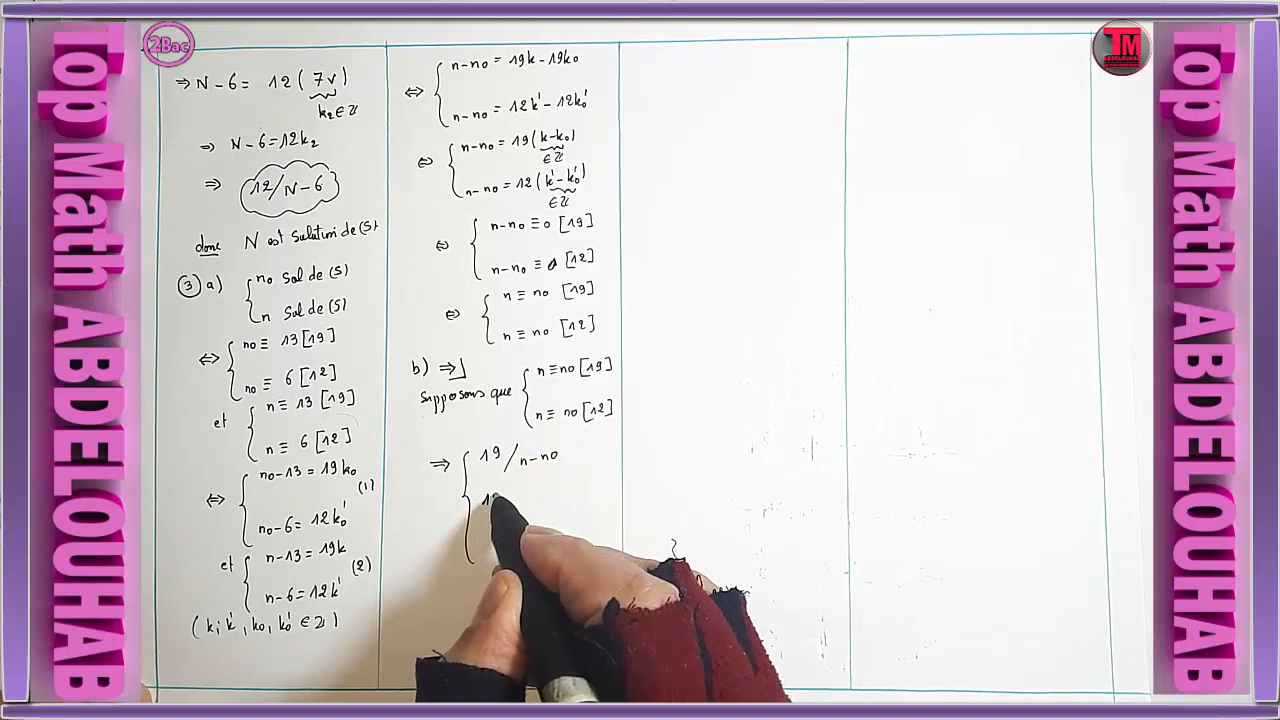 Top Math ABDELOUHAB
2Bac
⇒ N-6 = 12 ( 7v )
k₂ ∈ ℤ
⇒ N-6 = 12k₂
⇒ 12/N-6
donc N est Solution de (S)
③ a) { n₀ Sol de (S)
n Sol de (S)
⇔ { n₀ ≡ 13 [19]
n₀ ≡ 6 [12]
et { n ≡ 13 [19]
n ≡ 6 [12]
⇔ { n₀-13 = 19k₀
(1)
n₀-6 = 12k₀'
et { n-13 = 19k
(2)
n-6 = 12k'
( k, k', k₀, k₀' ∈ ℤ )
⇔ { n-n₀ = 19k - 19k₀
n-n₀ = 12k' - 12k₀'
⇔ { n-n₀ = 19 (k-k₀)
∈ ℤ
n-n₀ = 12 (k'-k₀')
∈ ℤ
⇔ { n-n₀ ≡ 0 [19]
n-n₀ ≡ 0 [12]
⇔ { n ≡ n₀ [19]
n ≡ n₀ [12]
b) ⇒⌋
Supposons que { n ≡ n₀ [19]
n ≡ n₀ [12]
⇒ { 19 / n-n₀
TM
ABDELOUHAB
Top Math ABDELOUHAB